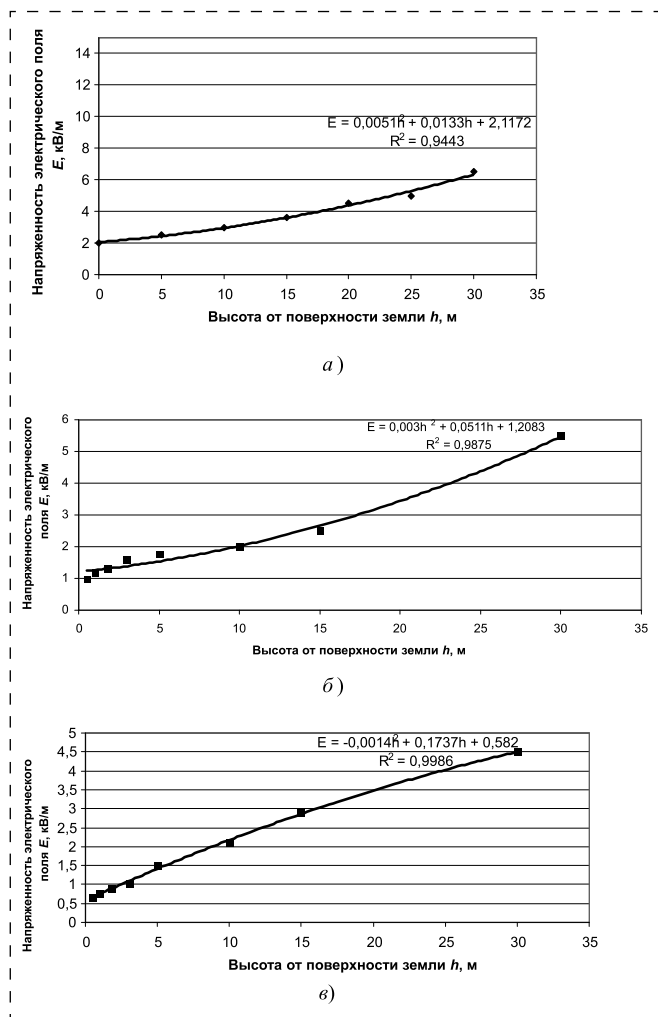 Напряженность электрического поля
E, кВ/м
14
12
10
8
6
4
2
0
E = 0,0051h² + 0,0133h + 2,1172
R² = 0,9443
0 5 10 15 20 25 30 35
Высота от поверхности земли h, м
а)
Напряженность электрического
поля E, кВ/м
6
5
4
3
2
1
0
E = 0,003h² + 0,0511h + 1,2083
R² = 0,9875
0 5 10 15 20 25 30 35
Высота от поверхности земли h, м
б)
Напряженность электрического
поля E, кВ/м
5
4,5
4
3,5
3
2,5
2
1,5
1
0,5
0
E = -0,0014h² + 0,1737h + 0,582
R² = 0,9986
0 5 10 15 20 25 30 35
Высота от поверхности земли h, м
в)